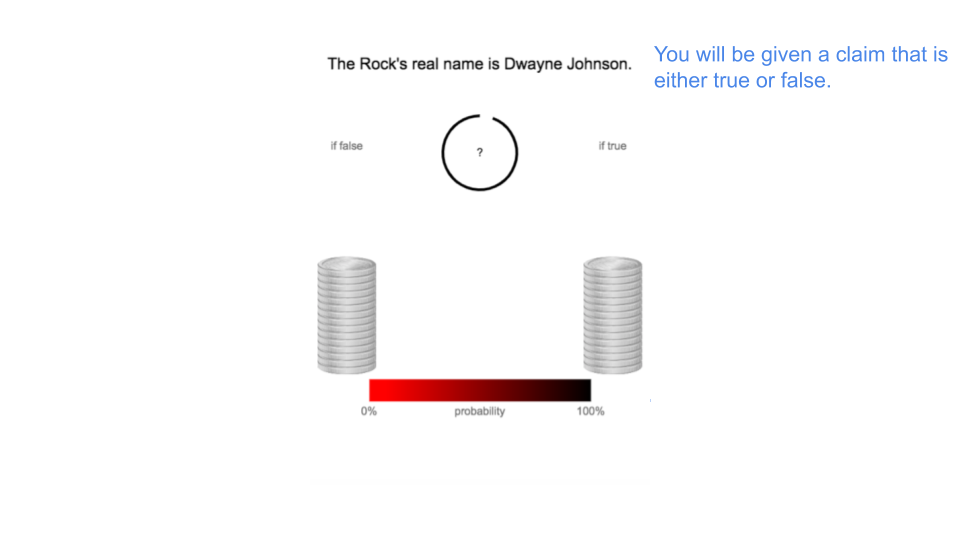 The Rock's real name is Dwayne Johnson.
You will be given a claim that is
either true or false.
if false
?
if true
0%
probability
100%